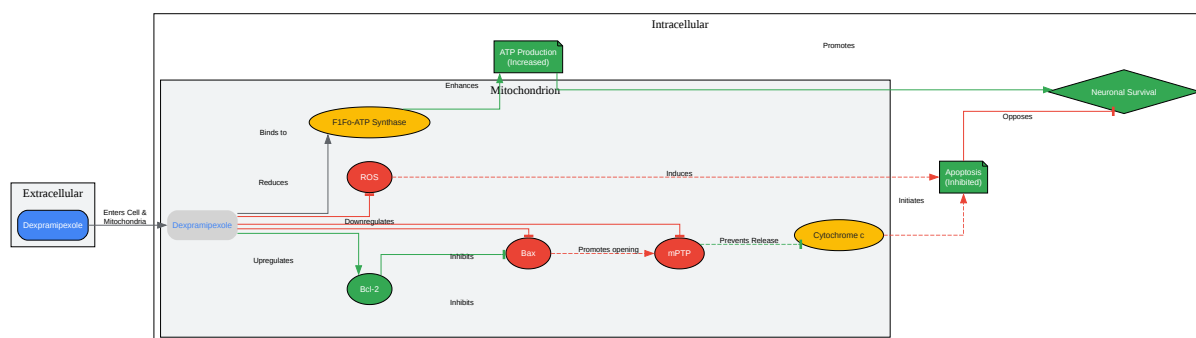 Intracellular
ATP Production
(Increased)
Promotes
Enhances
Mitochondrion
Neuronal Survival
F1Fo-ATP Synthase
Opposes
Binds to
ROS
Induces
Apoptosis
(Inhibited)
Reduces
Extracellular
Initiates
Enters Cell &
Mitochondria
Dexpramipexole
Dexpramipexole
Downregulates
Cytochrome c
Prevents Release
Promotes opening
Bax
mPTP
Inhibits
Upregulates
Bcl-2
Inhibits